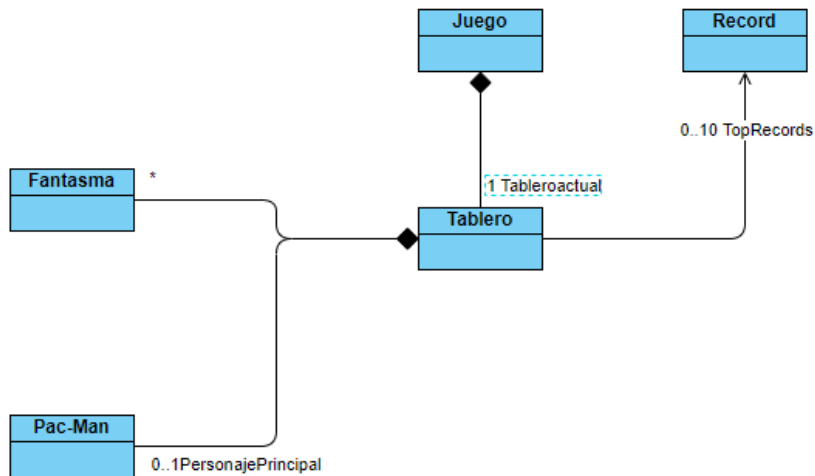 Juego
Record
0..10 TopRecords
Fantasma
*
1 Tableroactual
Tablero
Pac-Man
0..1PersonajePrincipal